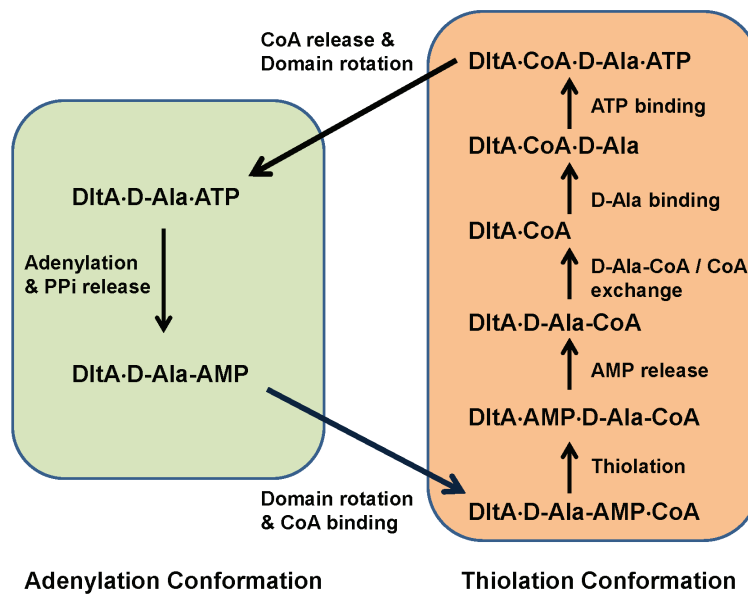 CoA release &
Domain rotation
DltA·CoA·D-Ala·ATP
ATP binding
DltA·CoA·D-Ala
D-Ala binding
DltA·CoA
D-Ala-CoA / CoA
exchange
DltA·D-Ala-CoA
AMP release
DltA·AMP·D-Ala-CoA
Thiolation
DltA·D-Ala-AMP·CoA
DltA·D-Ala·ATP
Adenylation
& PPi release
DltA·D-Ala-AMP
Domain rotation
& CoA binding
Adenylation Conformation
Thiolation Conformation